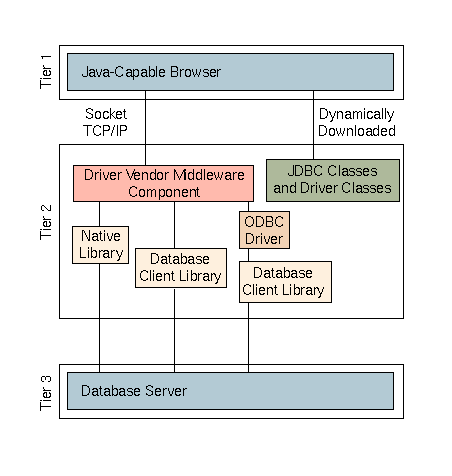 Tier 1
Java-Capable Browser
Socket
TCP/IP
Dynamically
Downloaded
Tier 2
Driver Vendor Middleware
Component
JDBC Classes
and Driver Classes
Native
Library
Database
Client Library
ODBC
Driver
Database
Client Library
Tier 3
Database Server